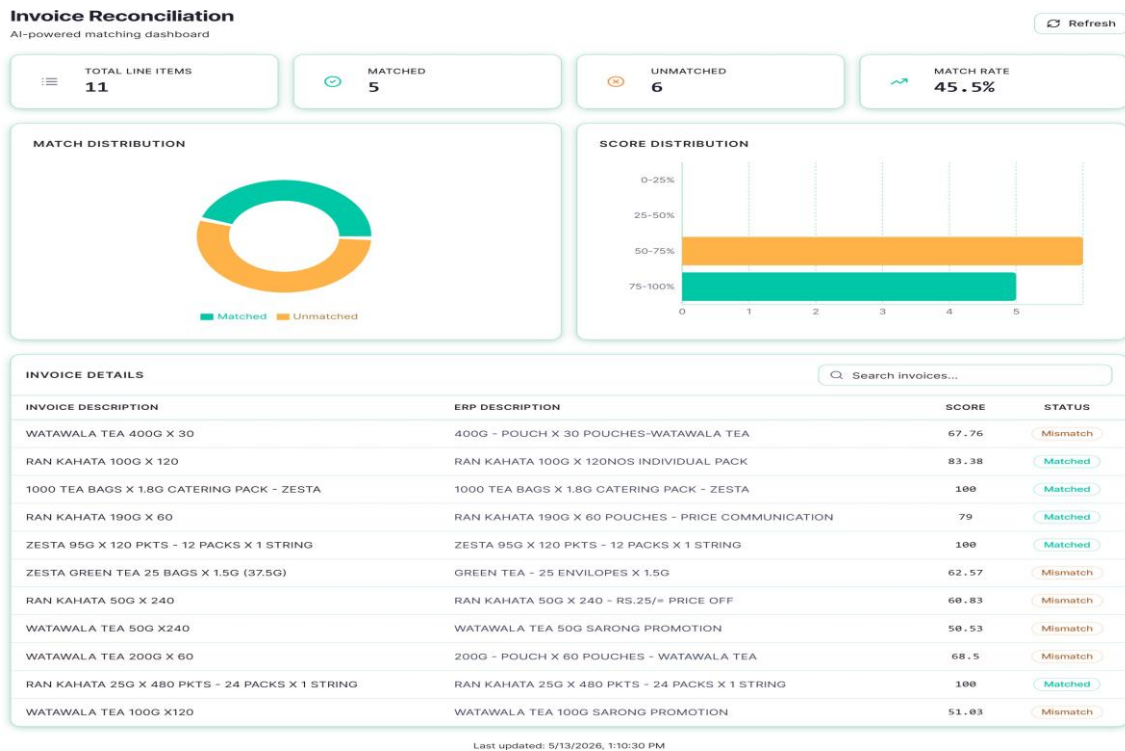 Invoice Reconciliation
AI-powered matching dashboard
Refresh
TOTAL LINE ITEMS
11
MATCHED
5
UNMATCHED
6
MATCH RATE
45.5%
MATCH DISTRIBUTION
Matched Unmatched
SCORE DISTRIBUTION
0-25%
25-50%
50-75%
75-100%
0 1 2 3 4 5
INVOICE DETAILS
Search invoices...
INVOICE DESCRIPTION ERP DESCRIPTION SCORE STATUS
WATAWALA TEA 400G X 30 400G - POUCH X 30 POUCHES-WATAWALA TEA 67.76 Mismatch
RAN KAHATA 100G X 120 RAN KAHATA 100G X 120NOS INDIVIDUAL PACK 83.38 Matched
1000 TEA BAGS X 1.8G CATERING PACK - ZESTA 1000 TEA BAGS X 1.8G CATERING PACK - ZESTA 100 Matched
RAN KAHATA 190G X 60 RAN KAHATA 190G X 60 POUCHES - PRICE COMMUNICATION 79 Matched
ZESTA 95G X 120 PKTS - 12 PACKS X 1 STRING ZESTA 95G X 120 PKTS - 12 PACKS X 1 STRING 100 Matched
ZESTA GREEN TEA 25 BAGS X 1.5G (37.5G) GREEN TEA - 25 ENVILOPES X 1.5G 62.57 Mismatch
RAN KAHATA 50G X 240 RAN KAHATA 50G X 240 - RS.25/= PRICE OFF 60.83 Mismatch
WATAWALA TEA 50G X240 WATAWALA TEA 50G SARONG PROMOTION 50.53 Mismatch
WATAWALA TEA 200G X 60 200G - POUCH X 60 POUCHES - WATAWALA TEA 68.5 Mismatch
RAN KAHATA 25G X 480 PKTS - 24 PACKS X 1 STRING RAN KAHATA 25G X 480 PKTS - 24 PACKS X 1 STRING 100 Matched
WATAWALA TEA 100G X120 WATAWALA TEA 100G SARONG PROMOTION 51.03 Mismatch
Last updated: 5/13/2026, 1:10:30 PM